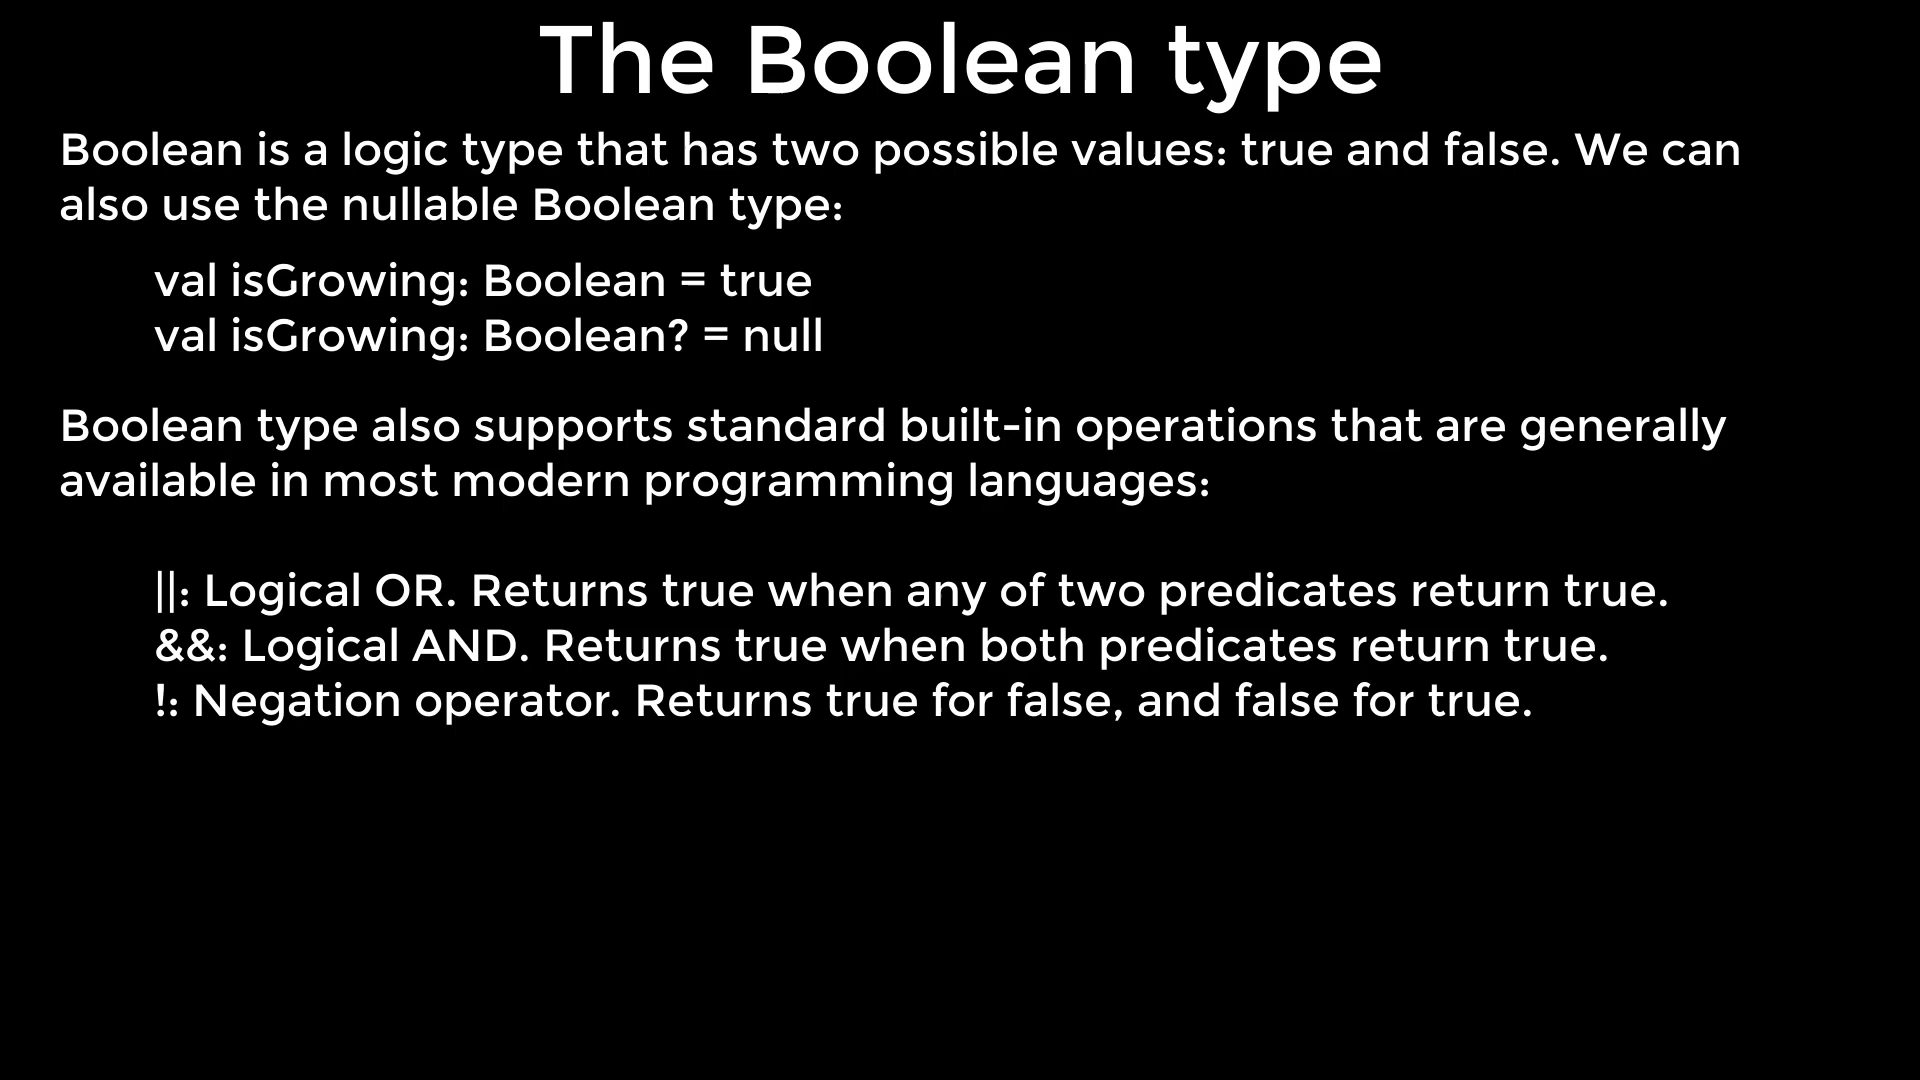 The Boolean type
Boolean is a logic type that has two possible values: true and false. We can
also use the nullable Boolean type:
val isGrowing: Boolean = true
val isGrowing: Boolean? = null
Boolean type also supports standard built-in operations that are generally
available in most modern programming languages:
||: Logical OR. Returns true when any of two predicates return true.
&&: Logical AND. Returns true when both predicates return true.
!: Negation operator. Returns true for false, and false for true.